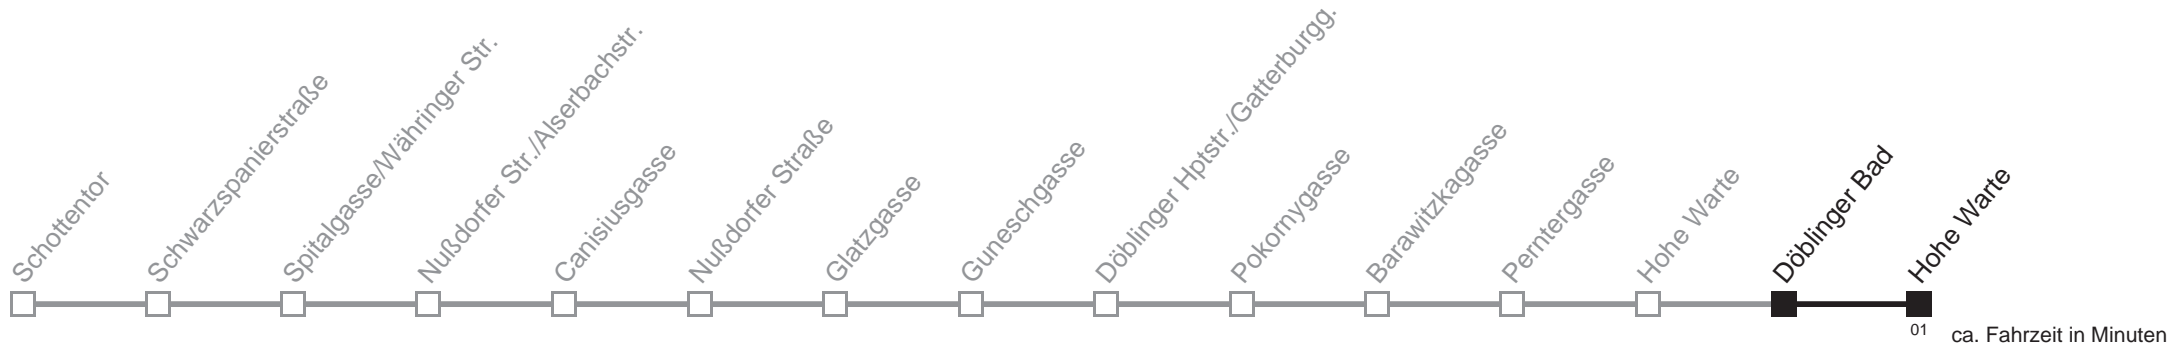 Schottentor
Schwarzspanierstraße
Spitalgasse/Währinger Str.
Nußdorfer Str./Alserbachstr.
Canisiusgasse
Nußdorfer Straße
Glatzgasse
Guneschgasse
Döblinger Hptstr./Gatterburgg.
Pokornygasse
Barawitzkagasse
Perntergasse
Hohe Warte
Döblinger Bad
Hohe Warte
01
ca. Fahrzeit in Minuten